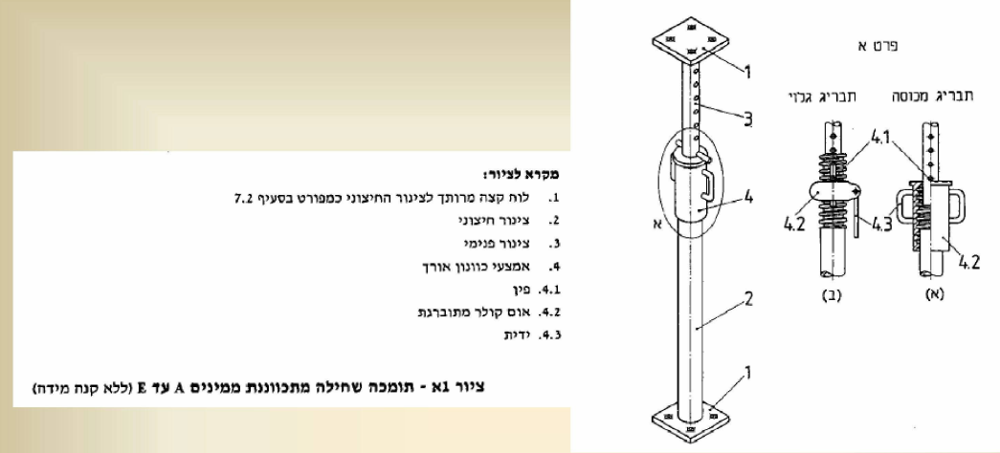 מקרא לציור:
1. לוח קצה מרותך לצינור החיצוני כמפורט בסעיף 7.2
2. צינור חיצוני
3. צינור פנימי
4. אמצעי כוונון אורך
4.1. פין
4.2. אום קולר מתוברגת
4.3. ידית
ציור 1א - תומכה שחילה מתכווננת ממינים A עד E (ללא קנה מידה)
1
3
4
א
2
1
פרט א
תבריג מכוסה
תבריג גלוי
4.1
4.2
4.3
4.2
(א)
(ב)